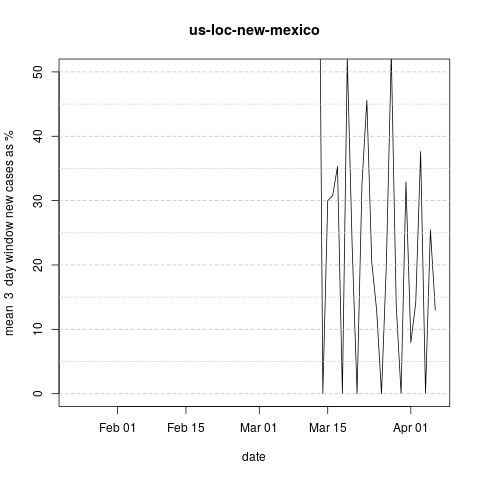 us-loc-new-mexico
mean 3 day window new cases as %
50
40
30
20
10
0
Feb 01 Feb 15 Mar 01 Mar 15 Apr 01
date